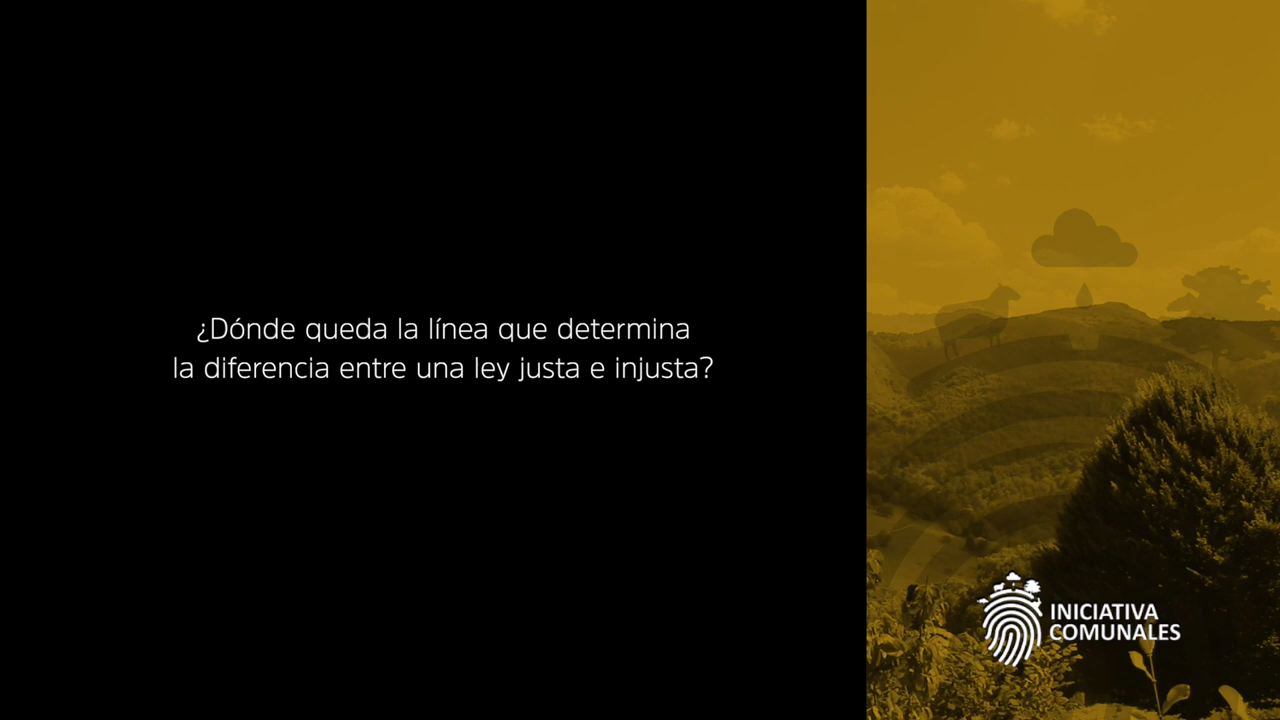 ¿Dónde queda la línea que determina
la diferencia entre una ley justa e injusta?
INICIATIVA
COMUNALES